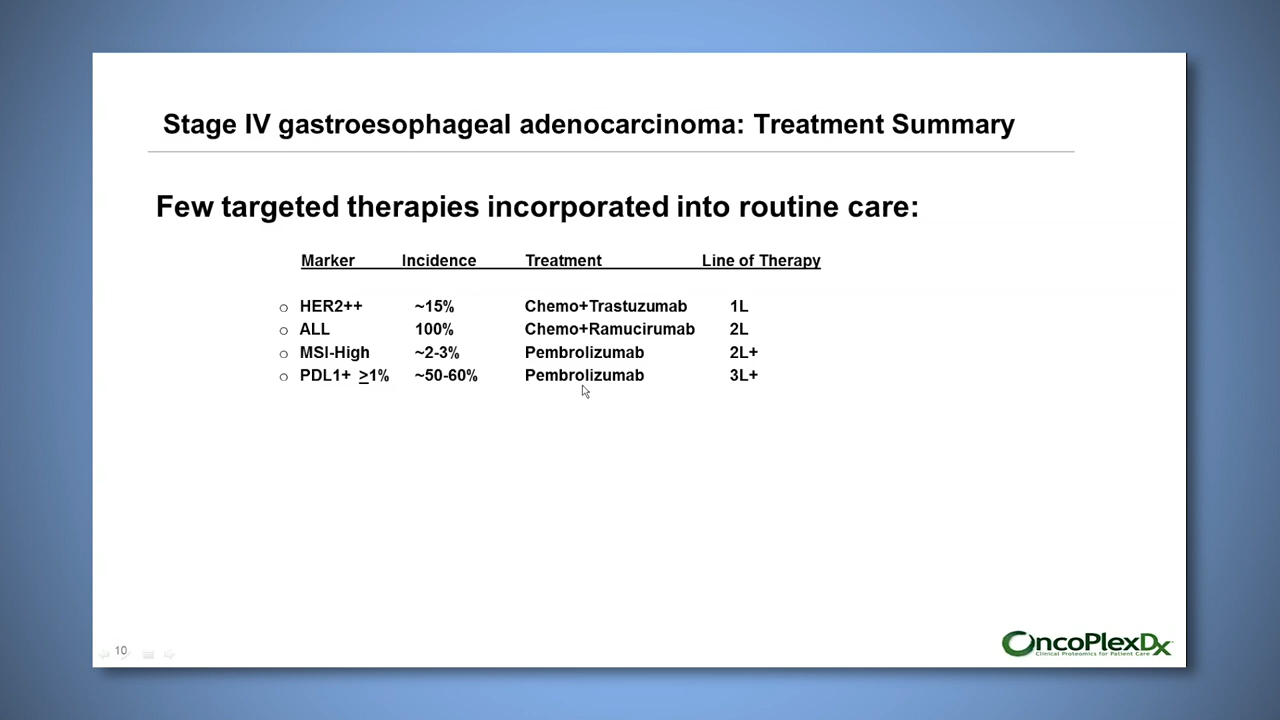 Stage IV gastroesophageal adenocarcinoma: Treatment Summary
Few targeted therapies incorporated into routine care:
Marker Incidence Treatment Line of Therapy
HER2++ ~15% Chemo+Trastuzumab 1L
ALL 100% Chemo+Ramucirumab 2L
MSI-High ~2-3% Pembrolizumab 2L+
PDL1+ ≥1% ~50-60% Pembrolizumab 3L+
10
OncoPlexDx
Clinical Proteomics for Patient Care